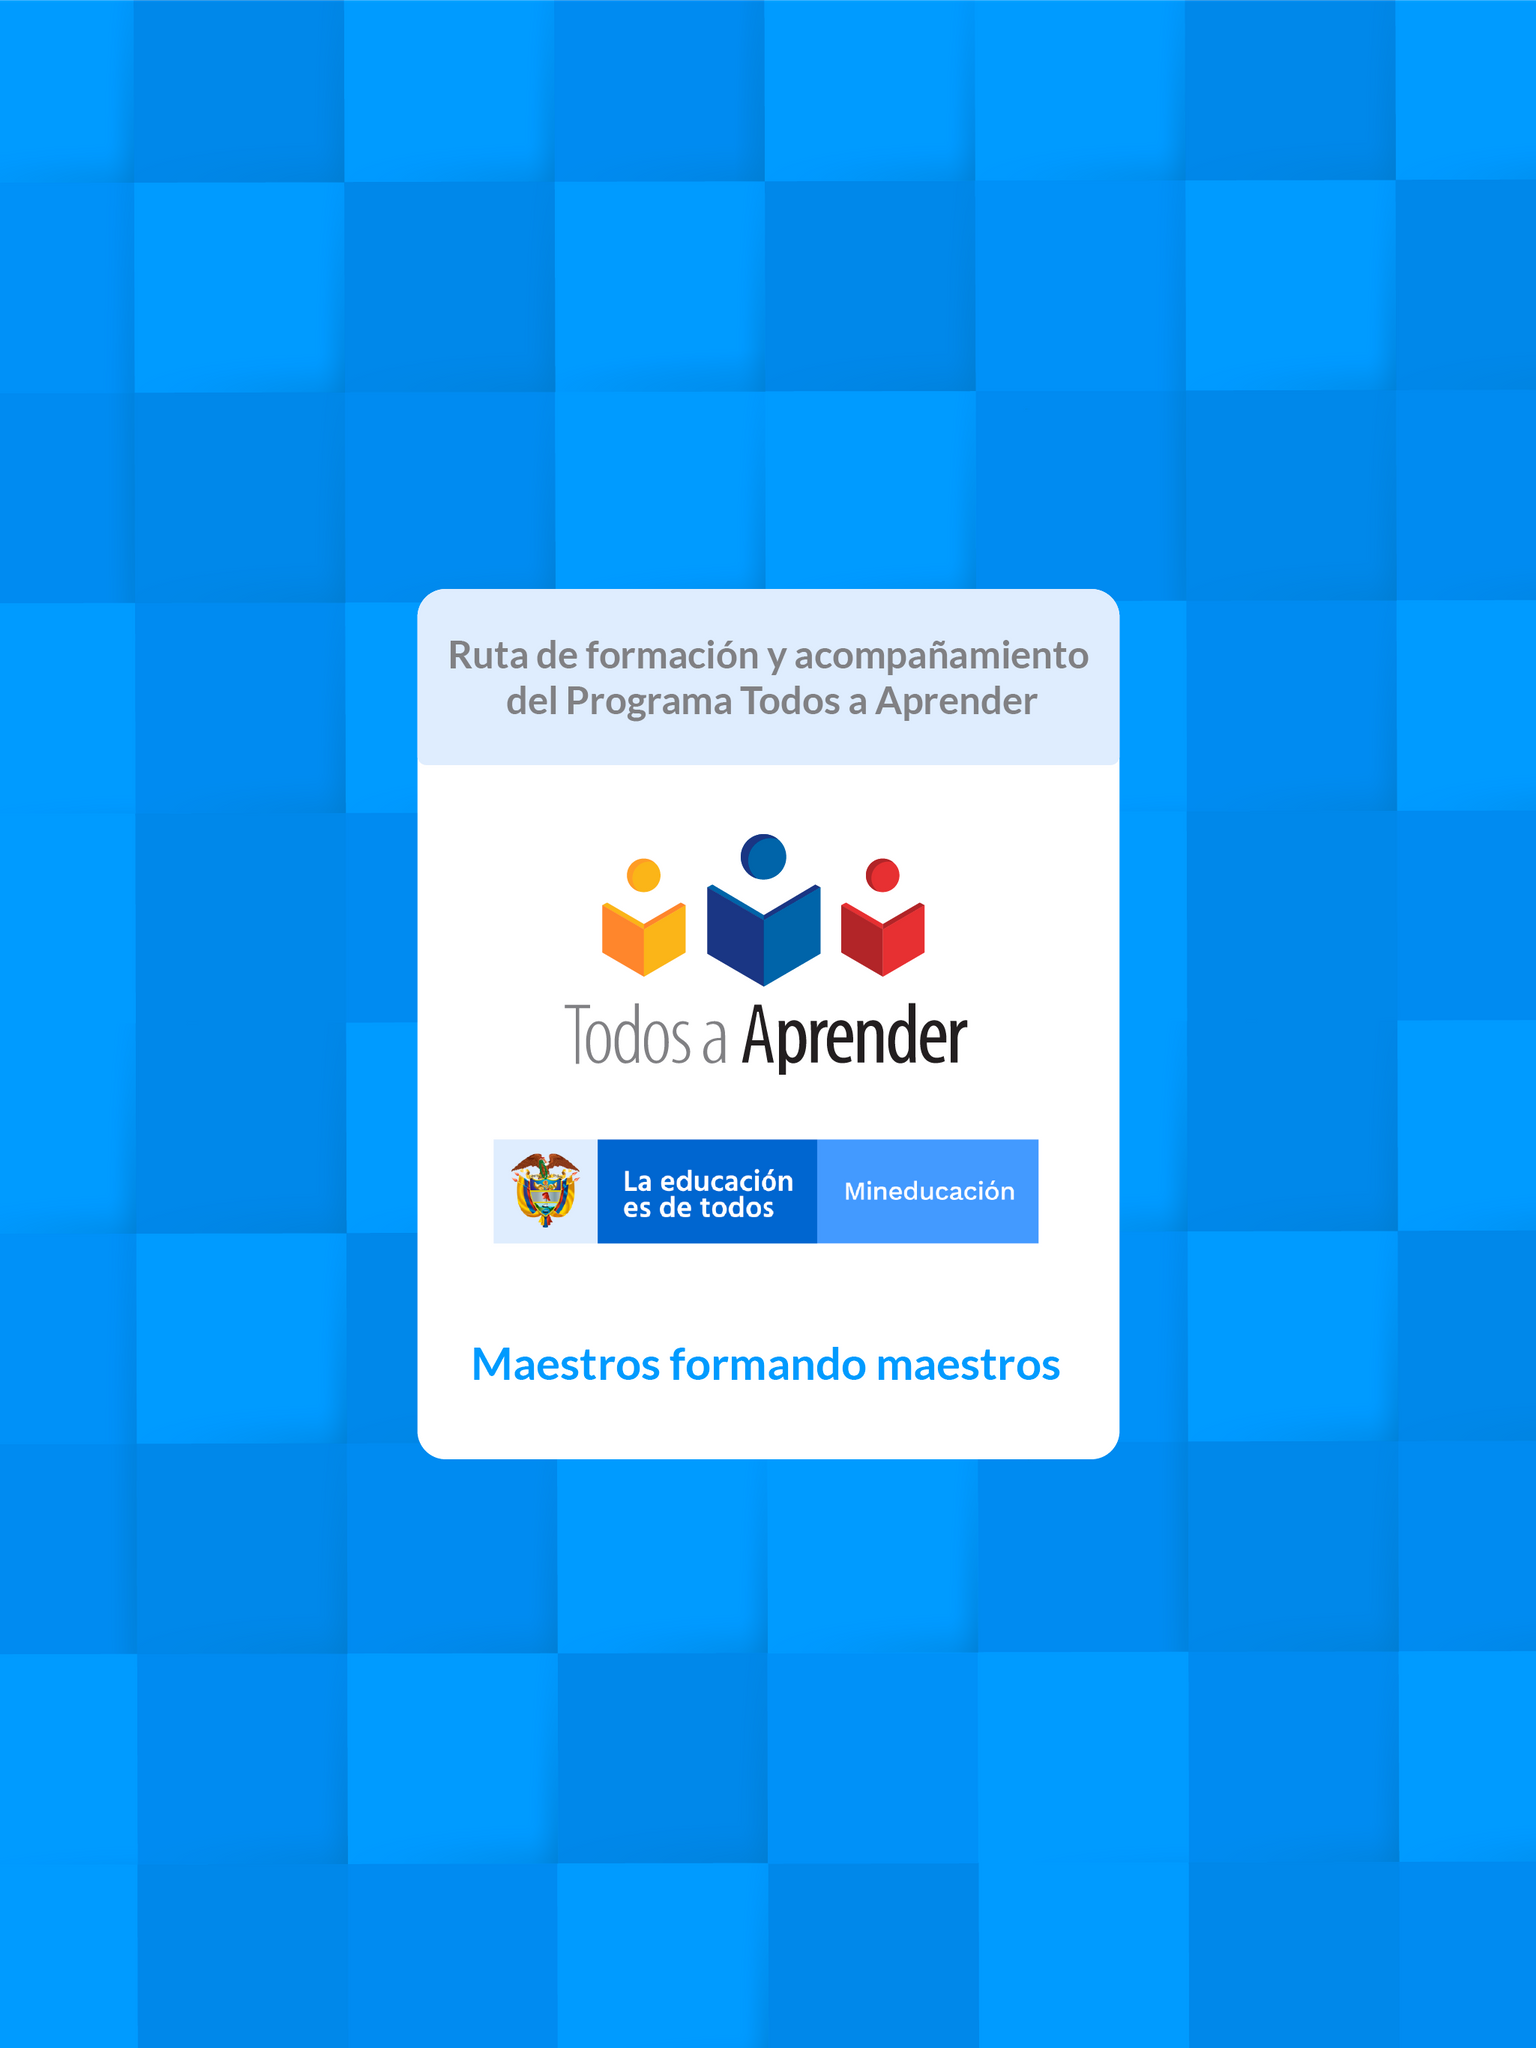 Ruta de formación y acompañamiento
del Programa Todos a Aprender
Todos a Aprender
La educación
es de todos
Mineducación
Maestros formando maestros